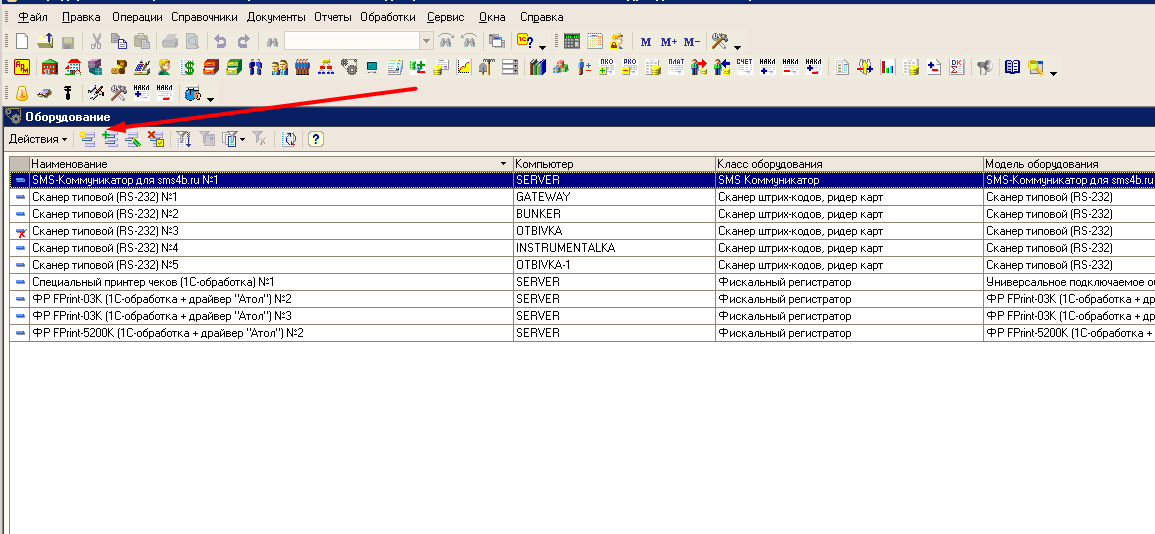 Файл Правка Операции Справочники Документы Отчеты Обработки Сервис Окна Справка
M M+ M-
ПКО РКО ПЛАТ СЧЕТ НАКЛ НАКЛ НАКЛ
НАКЛ НАКЛ
Оборудование
Действия
Наименование Компьютер Класс оборудования Модель оборудования
SMS-Коммуникатор для sms4b.ru №1 SERVER SMS Коммуникатор SMS-Коммуникатор для sms4b.ru
Сканер типовой (RS-232) №1 GATEWAY Сканер штрих-кодов, ридер карт Сканер типовой (RS-232)
Сканер типовой (RS-232) №2 BUNKER Сканер штрих-кодов, ридер карт Сканер типовой (RS-232)
Сканер типовой (RS-232) №3 OTBIVKA Сканер штрих-кодов, ридер карт Сканер типовой (RS-232)
Сканер типовой (RS-232) №4 INSTRUMENTALKA Сканер штрих-кодов, ридер карт Сканер типовой (RS-232)
Сканер типовой (RS-232) №5 OTBIVKA-1 Сканер штрих-кодов, ридер карт Сканер типовой (RS-232)
Специальный принтер чеков (1С-обработка) №1 SERVER Фискальный регистратор Универсальное подключаемое об
ФР FPrint-03K (1С-обработка + драйвер "Атол") №2 SERVER Фискальный регистратор ФР FPrint-03K (1С-обработка + др
ФР FPrint-03K (1С-обработка + драйвер "Атол") №3 SERVER Фискальный регистратор ФР FPrint-03K (1С-обработка + др
ФР FPrint-5200K (1С-обработка + драйвер "Атол") №2 SERVER Фискальный регистратор ФР FPrint-5200K (1С-обработка +